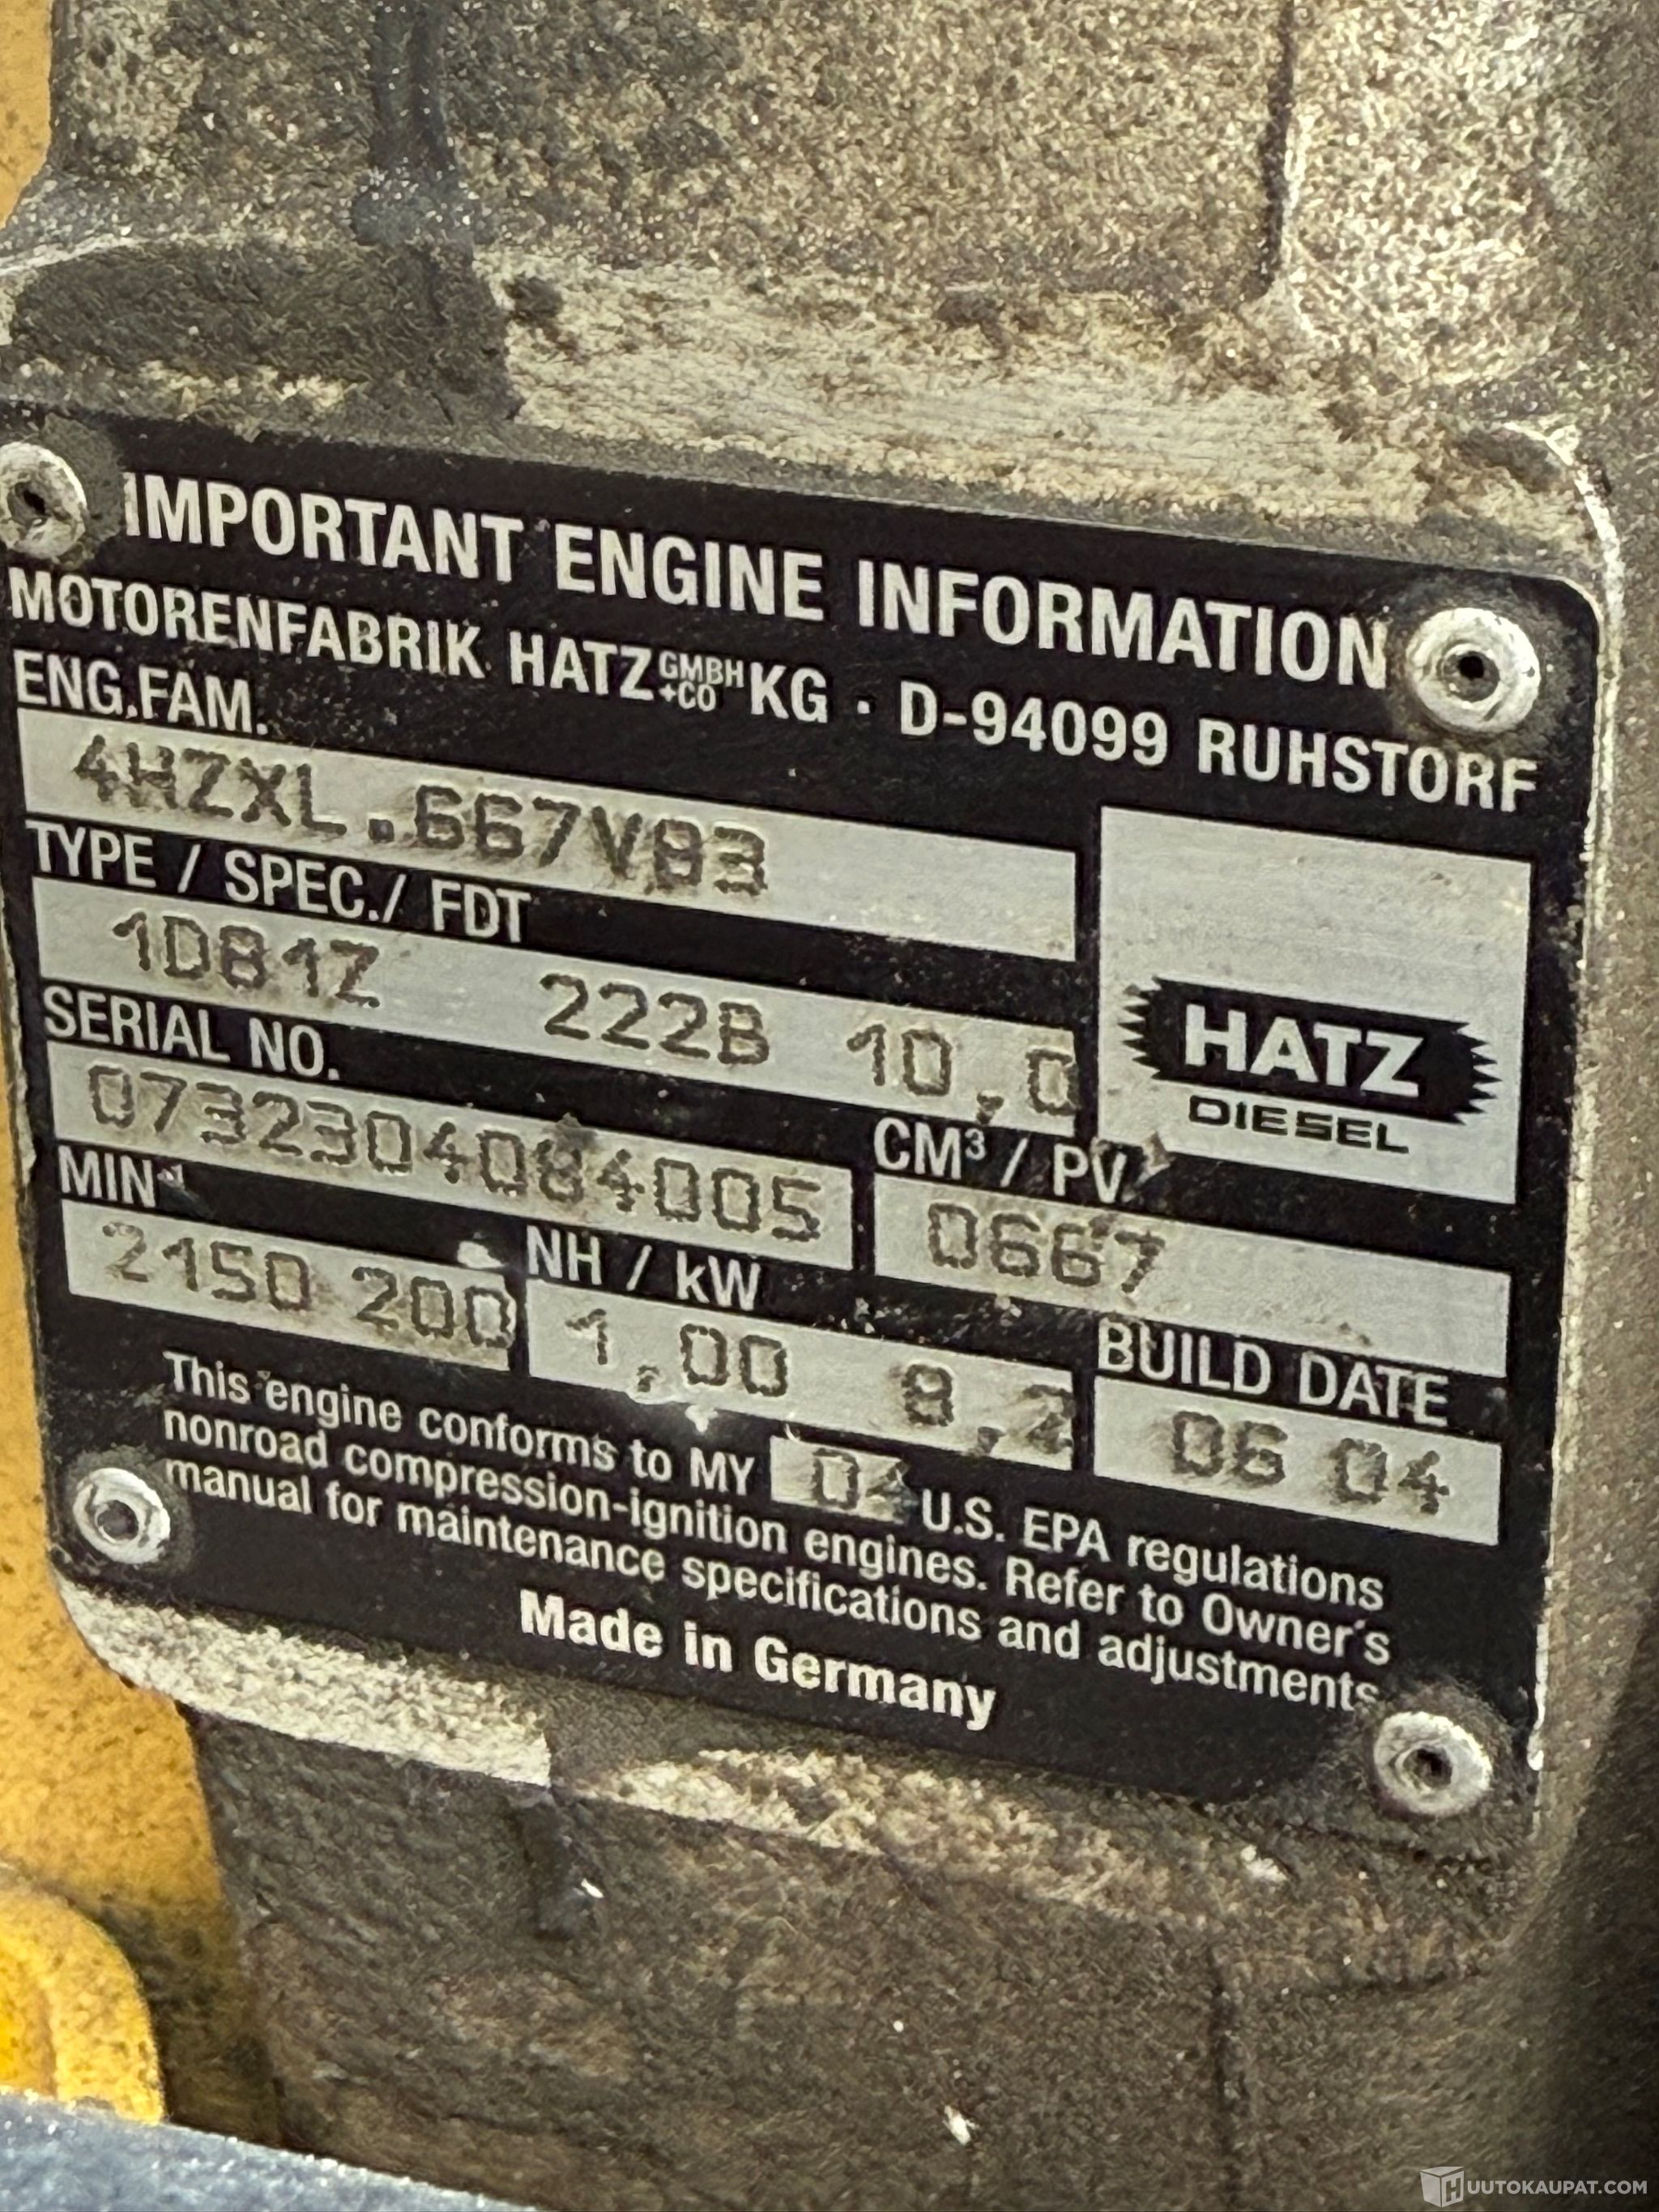 IMPORTANT ENGINE INFORMATION
MOTORENFABRIK HATZ GMBH +CO KG · D-94099 RUHSTORF
ENG.FAM.
4HZXL.667V83
TYPE / SPEC./ FDT
1D81Z 222B 10,0
HATZ
DIESEL
SERIAL NO.
0732304084005
CM³ / PV
0667
MIN⁻¹
2150 200
NH / kW
1,00 8,2
BUILD DATE
06 04
This engine conforms to MY 04 U.S. EPA regulations
nonroad compression-ignition engines. Refer to Owner's
manual for maintenance specifications and adjustments
Made in Germany
HUUTOKAUPAT.COM